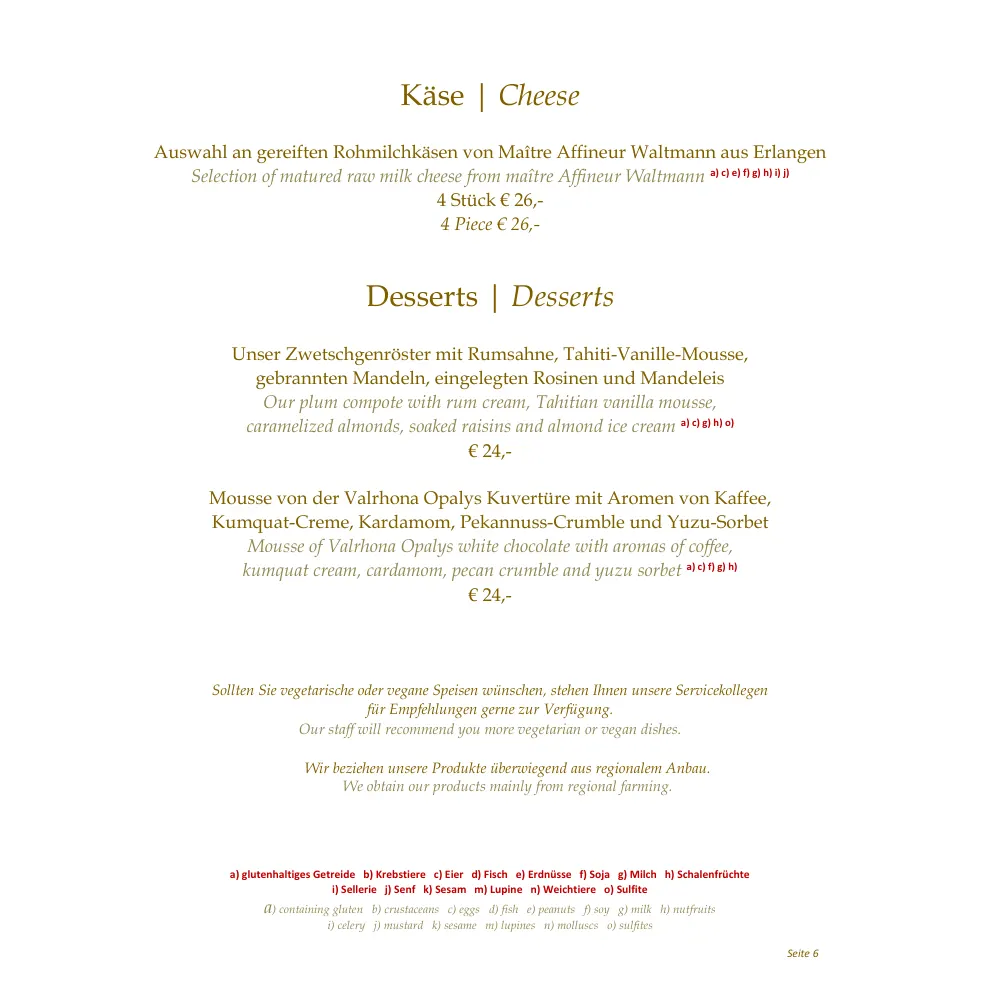 Käse | Cheese
Auswahl an gereiften Rohmilchkäsen von Maître Affineur Waltmann aus Erlangen
Selection of matured raw milk cheese from maître Affineur Waltmann a) c) e) f) g) h) i) j)
4 Stück € 26,-
4 Piece € 26,-
Desserts | Desserts
Unser Zwetschgenröster mit Rumsahne, Tahiti-Vanille-Mousse,
gebrannten Mandeln, eingelegten Rosinen und Mandeleis
Our plum compote with rum cream, Tahitian vanilla mousse,
caramelized almonds, soaked raisins and almond ice cream a) c) g) h) o)
€ 24,-
Mousse von der Valrhona Opalys Kuvertüre mit Aromen von Kaffee,
Kumquat-Creme, Kardamom, Pekannuss-Crumble und Yuzu-Sorbet
Mousse of Valrhona Opalys white chocolate with aromas of coffee,
kumquat cream, cardamom, pecan crumble and yuzu sorbet a) c) f) g) h)
€ 24,-
Sollten Sie vegetarische oder vegane Speisen wünschen, stehen Ihnen unsere Servicekollegen
für Empfehlungen gerne zur Verfügung.
Our staff will recommend you more vegetarian or vegan dishes.
Wir beziehen unsere Produkte überwiegend aus regionalem Anbau.
We obtain our products mainly from regional farming.
a) glutenhaltiges Getreide b) Krebstiere c) Eier d) Fisch e) Erdnüsse f) Soja g) Milch h) Schalenfrüchte
i) Sellerie j) Senf k) Sesam m) Lupine n) Weichtiere o) Sulfite
a) containing gluten b) crustaceans c) eggs d) fish e) peanuts f) soy g) milk h) nutfruits
i) celery j) mustard k) sesame m) lupines n) molluscs o) sulfites
Seite 6